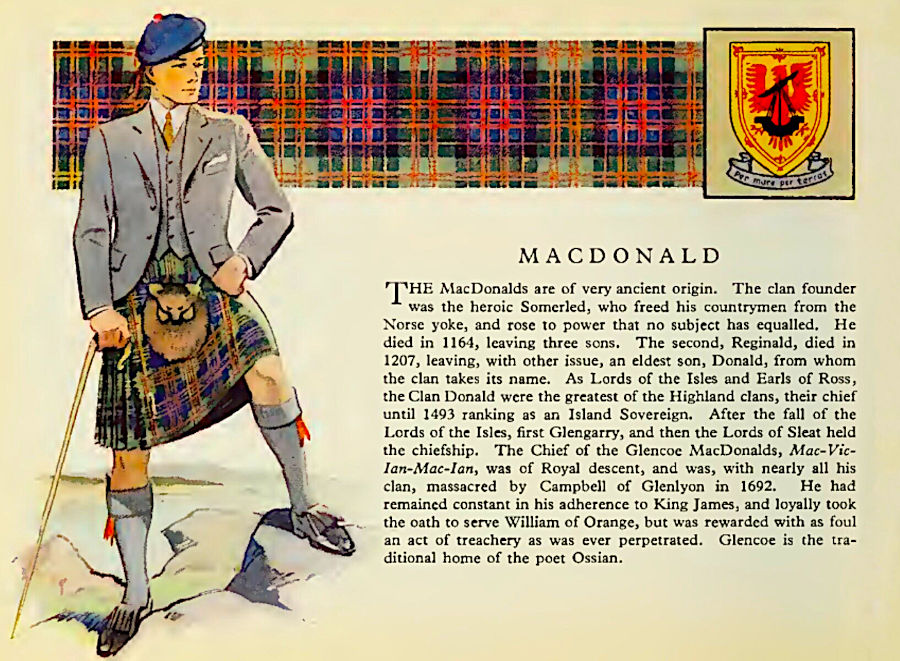 Per mare per terras
MACDONALD
THE MacDonalds are of very ancient origin. The clan founder
was the heroic Somerled, who freed his countrymen from the
Norse yoke, and rose to power that no subject has equalled. He
died in 1164, leaving three sons. The second, Reginald, died in
1207, leaving, with other issue, an eldest son, Donald, from whom
the clan takes its name. As Lords of the Isles and Earls of Ross,
the Clan Donald were the greatest of the Highland clans, their chief
until 1493 ranking as an Island Sovereign. After the fall of the
Lords of the Isles, first Glengarry, and then the Lords of Sleat held
the chiefship. The Chief of the Glencoe MacDonalds, Mac-Vic-
Ian-Mac-Ian, was of Royal descent, and was, with nearly all his
clan, massacred by Campbell of Glenlyon in 1692. He had
remained constant in his adherence to King James, and loyally took
the oath to serve William of Orange, but was rewarded with as foul
an act of treachery as was ever perpetrated. Glencoe is the tra-
ditional home of the poet Ossian.